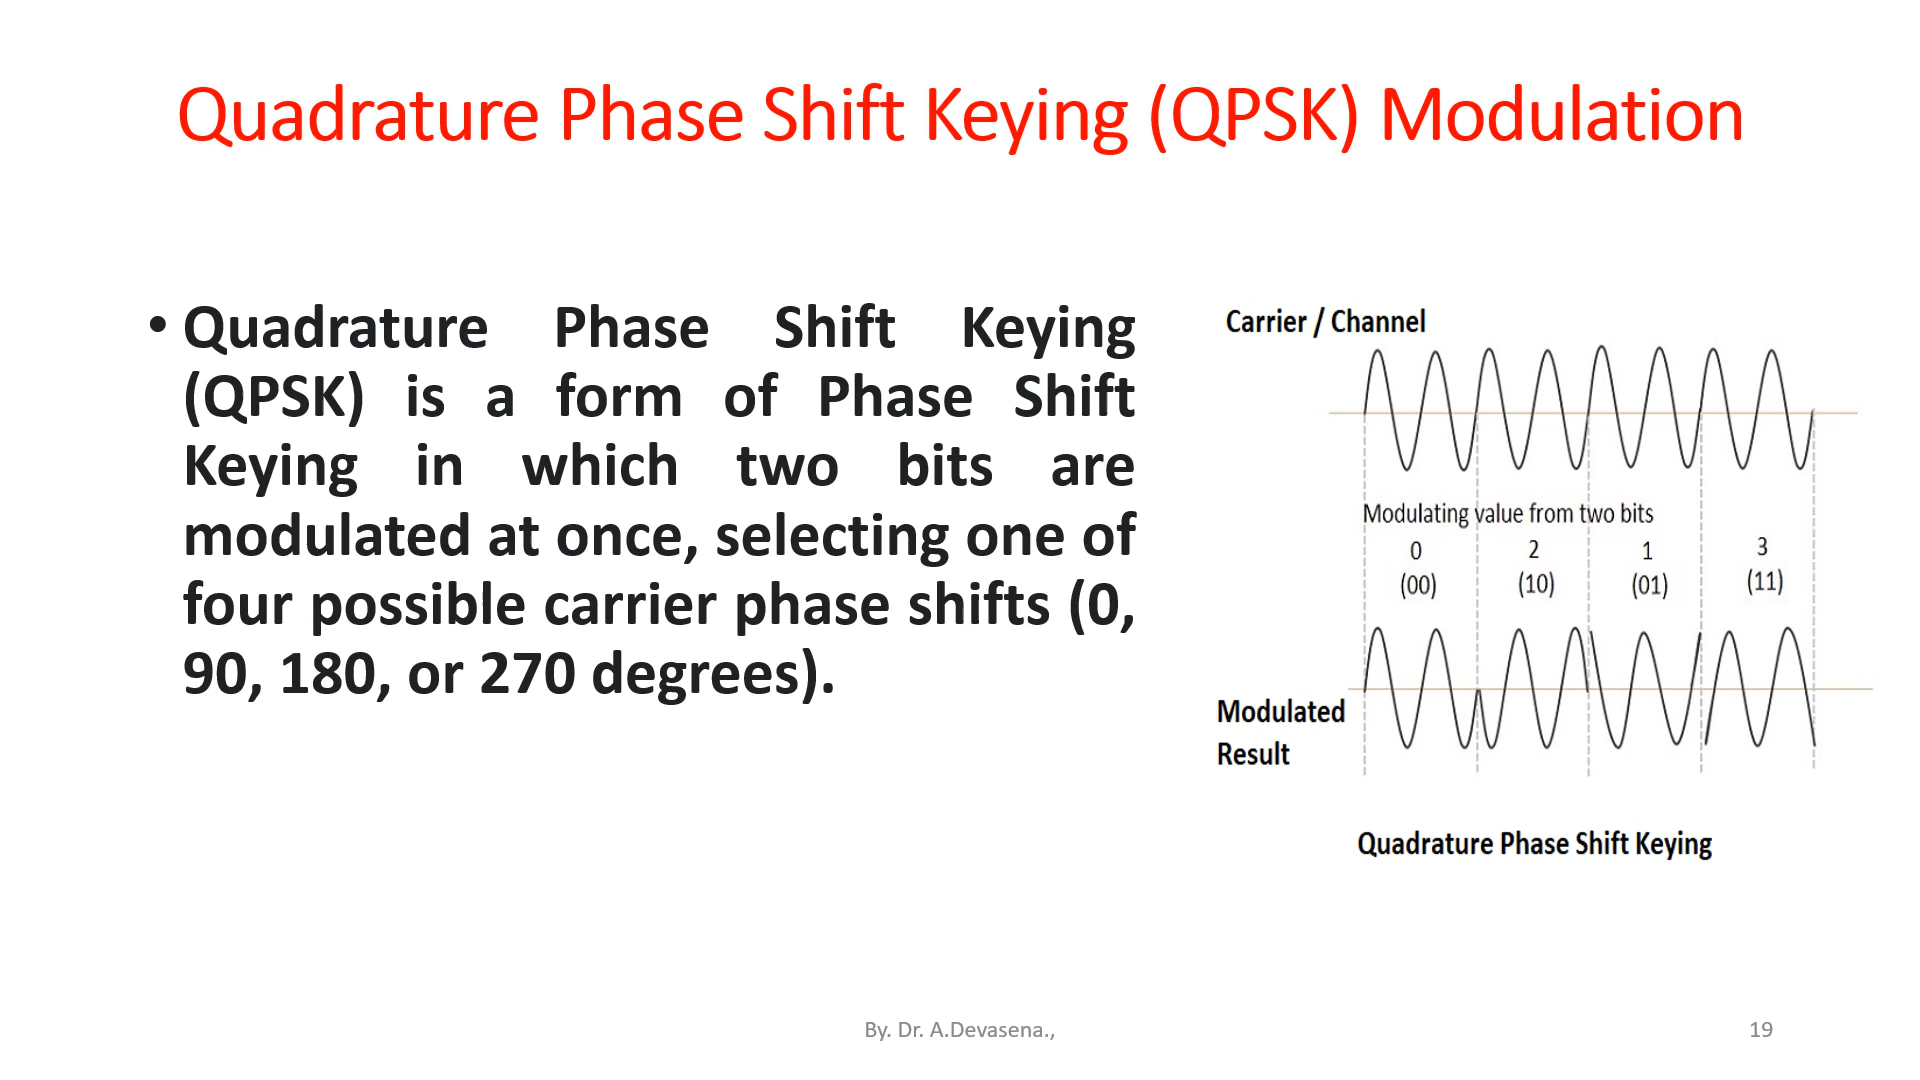 Quadrature Phase Shift Keying (QPSK) Modulation
• Quadrature Phase Shift Keying
(QPSK) is a form of Phase Shift
Keying in which two bits are
modulated at once, selecting one of
four possible carrier phase shifts (0,
90, 180, or 270 degrees).
Carrier / Channel
Modulating value from two bits
0 2 1 3
(00) (10) (01) (11)
Modulated
Result
Quadrature Phase Shift Keying
By. Dr. A.Devasena.,
19